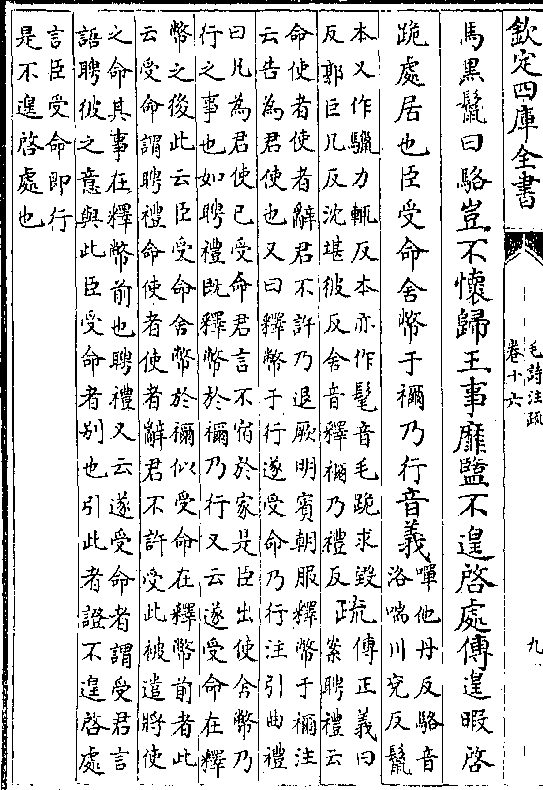 欽定四庫全書
毛詩注疏
卷十六
九
馬黒鬛曰駱豈不懷歸王事靡盬不遑啓處傳遑暇啓
跪處居也臣受命舍幣于禰乃行音義
嘽他丹反駱音
洛喘川兖反鬛
本又作力輒反本亦作髦音毛跪求毀
反郭巨几反沈堪彼反舍音釋禰乃禮反
疏
傳正義曰
案聘禮云
命使者使者辭君不許乃退厥明賓朝服釋幣于禰注
云告為君使也又曰釋幣于行遂受命乃行注引曲禮
曰凡為君使已受命君言不宿於家是臣出使舍幣乃
行之事也如聘禮既釋幣於禰乃行又云遂受命在釋
幣之後此云臣受命舍幣於禰似受命在釋幣前者此
云受命謂聘禮命使者使者辭君不許受此被遣將使
之命其事在釋幣前也聘禮又云遂受命者謂受君言
語聘彼之意與此臣受命者别也引此者證不遑啓處
言臣受命即行
是不遑啓處也